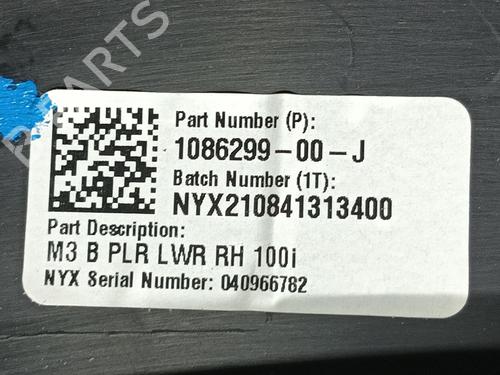 PARTS
Part Number (P):
1086299-00-J
Batch Number (1T):
NYX210841313400
Part Description:
M3 B PLR LWR RH 100i
NYX Serial Number: 040966782